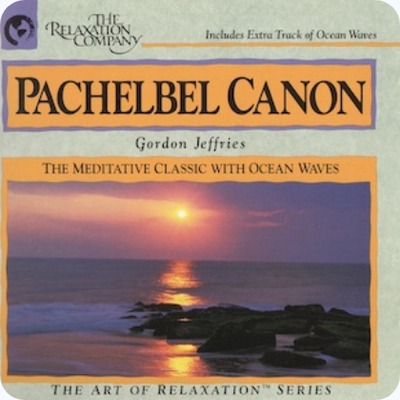 THE
RELAXATION
COMPANY
Includes Extra Track of Ocean Waves
PACHELBEL CANON
Gordon Jeffries
THE MEDITATIVE CLASSIC WITH OCEAN WAVES
THE ART OF RELAXATION™ SERIES